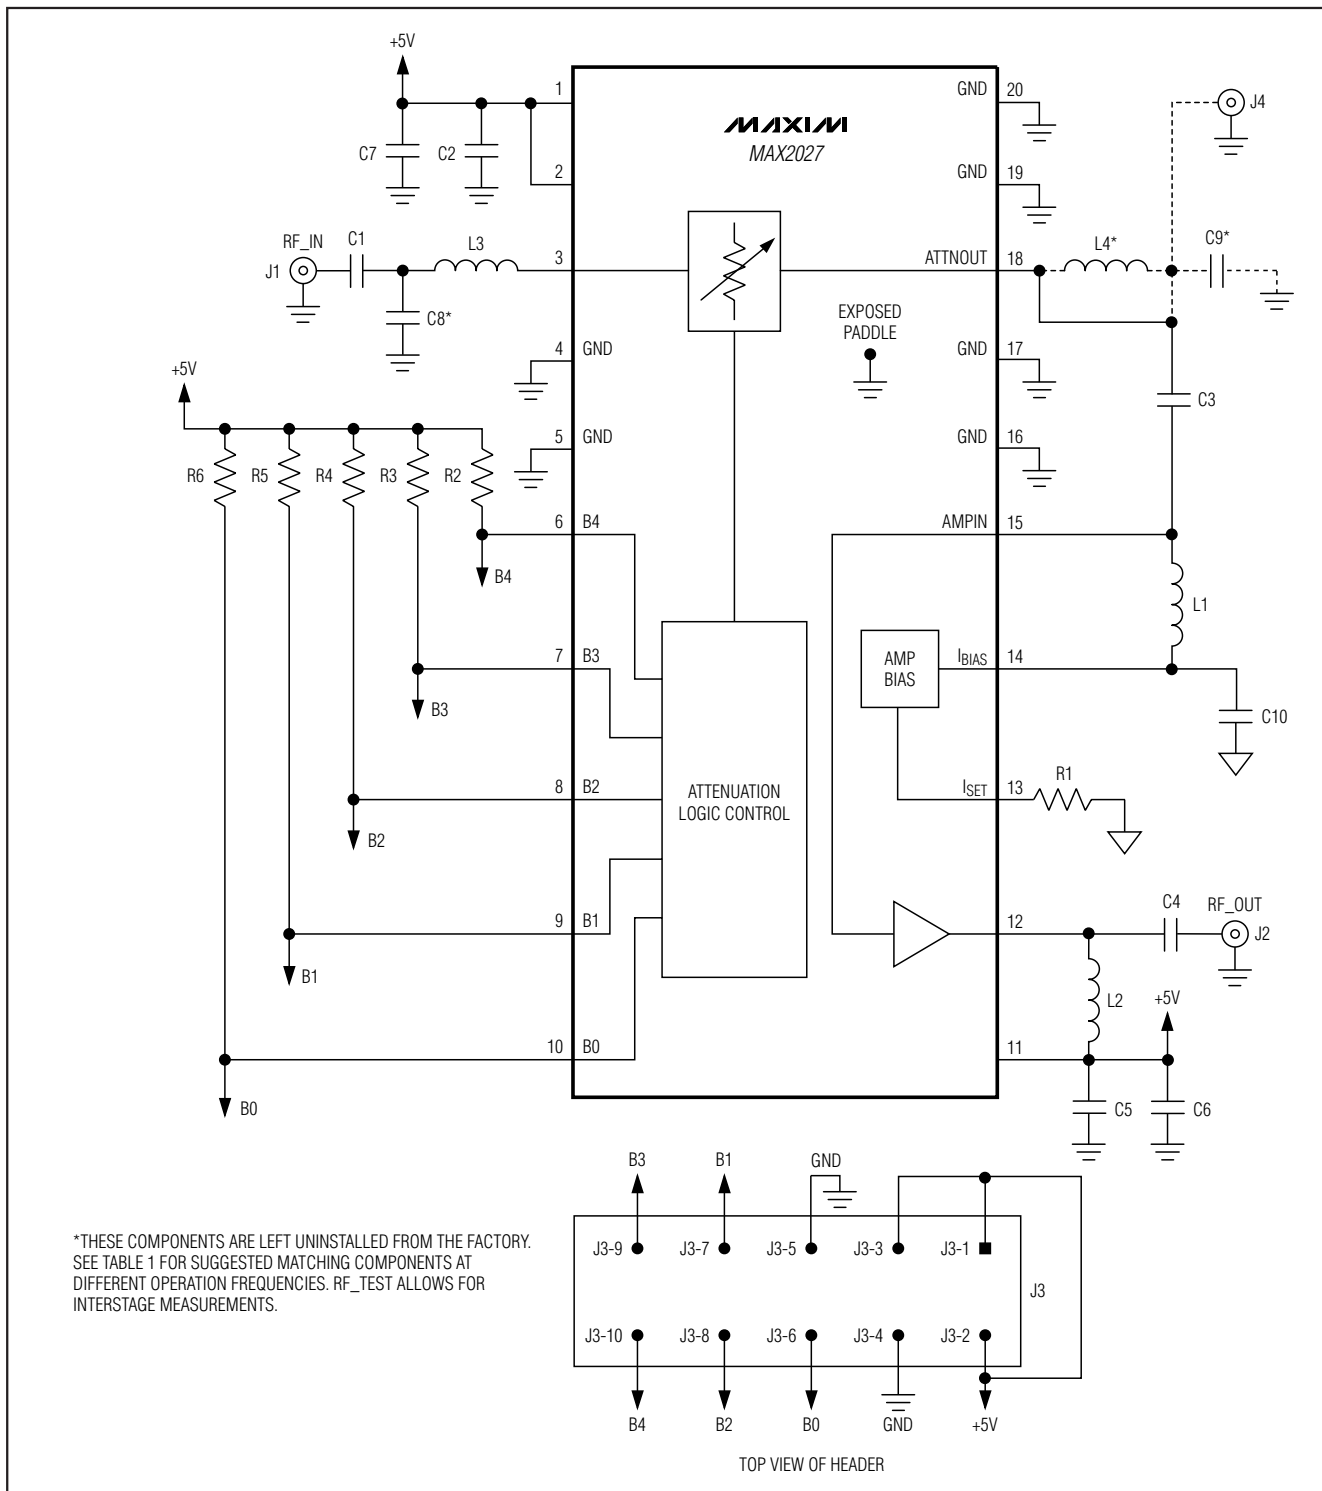 +5V
1
GND
20
MAXIM
MAX2027
J4
C7
C2
2
GND
19
RF_IN
C1
L3
3
ATTNOUT
18
L4*
C9*
J1
C8*
EXPOSED
PADDLE
4
GND
GND
17
+5V
C3
5
GND
GND
16
R6
R5
R4
R3
R2
6
B4
AMPIN
15
B4
L1
7
B3
AMP
BIAS
IBIAS
14
B3
C10
8
B2
ATTENUATION
LOGIC CONTROL
ISET
13
R1
B2
9
B1
12
C4
RF_OUT
J2
B1
L2
+5V
10
B0
11
B0
C5
C6
B3
B1
GND
*THESE COMPONENTS ARE LEFT UNINSTALLED FROM THE FACTORY.
SEE TABLE 1 FOR SUGGESTED MATCHING COMPONENTS AT
DIFFERENT OPERATION FREQUENCIES. RF_TEST ALLOWS FOR
INTERSTAGE MEASUREMENTS.
J3-9
J3-7
J3-5
J3-3
J3-1
J3
J3-10
J3-8
J3-6
J3-4
J3-2
B4
B2
B0
GND
+5V
TOP VIEW OF HEADER